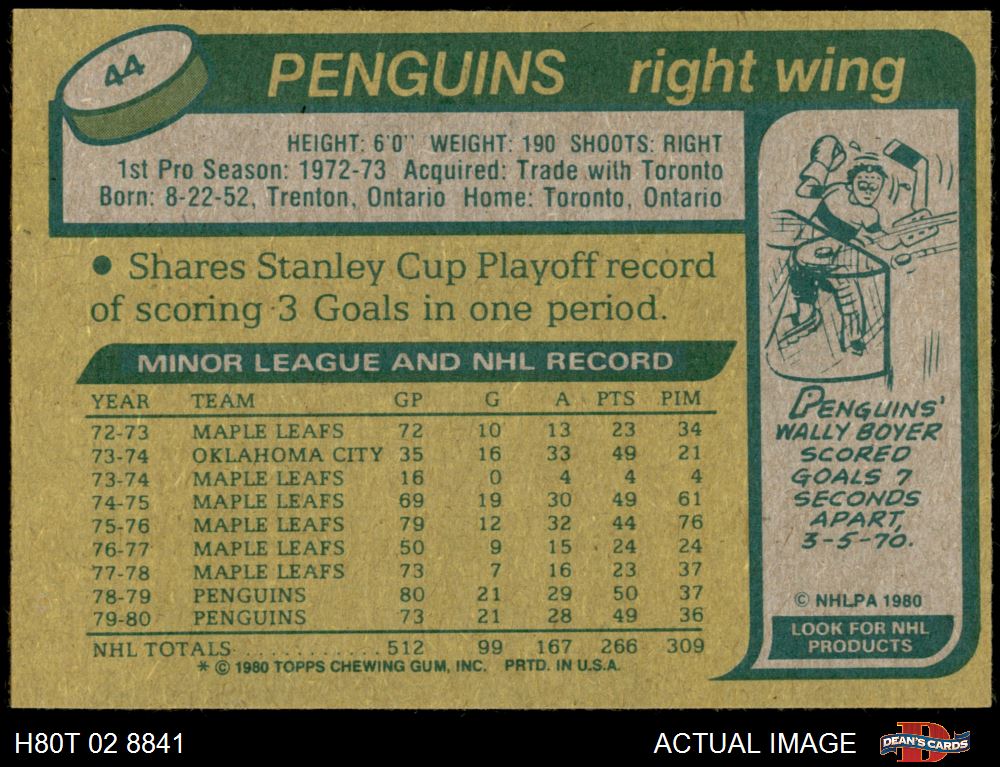 44
PENGUINS right wing
HEIGHT: 6'0" WEIGHT: 190 SHOOTS: RIGHT
1st Pro Season: 1972-73 Acquired: Trade with Toronto
Born: 8-22-52, Trenton, Ontario Home: Toronto, Ontario
• Shares Stanley Cup Playoff record
of scoring 3 Goals in one period.
MINOR LEAGUE AND NHL RECORD
YEAR TEAM GP G A PTS PIM
72-73 MAPLE LEAFS 72 10 13 23 34
73-74 OKLAHOMA CITY 35 16 33 49 21
73-74 MAPLE LEAFS 16 0 4 4 4
74-75 MAPLE LEAFS 69 19 30 49 61
75-76 MAPLE LEAFS 79 12 32 44 76
76-77 MAPLE LEAFS 50 9 15 24 24
77-78 MAPLE LEAFS 73 7 16 23 37
78-79 PENGUINS 80 21 29 50 37
79-80 PENGUINS 73 21 28 49 36
NHL TOTALS............512 99 167 266 309
* © 1980 TOPPS CHEWING GUM, INC. PRTD. IN U.S.A.
PENGUINS'
WALLY BOYER
SCORED
GOALS 7
SECONDS
APART,
3-5-70.
© NHLPA 1980
LOOK FOR NHL
PRODUCTS
H80T 02 8841
ACTUAL IMAGE
D
DEAN'S CARDS